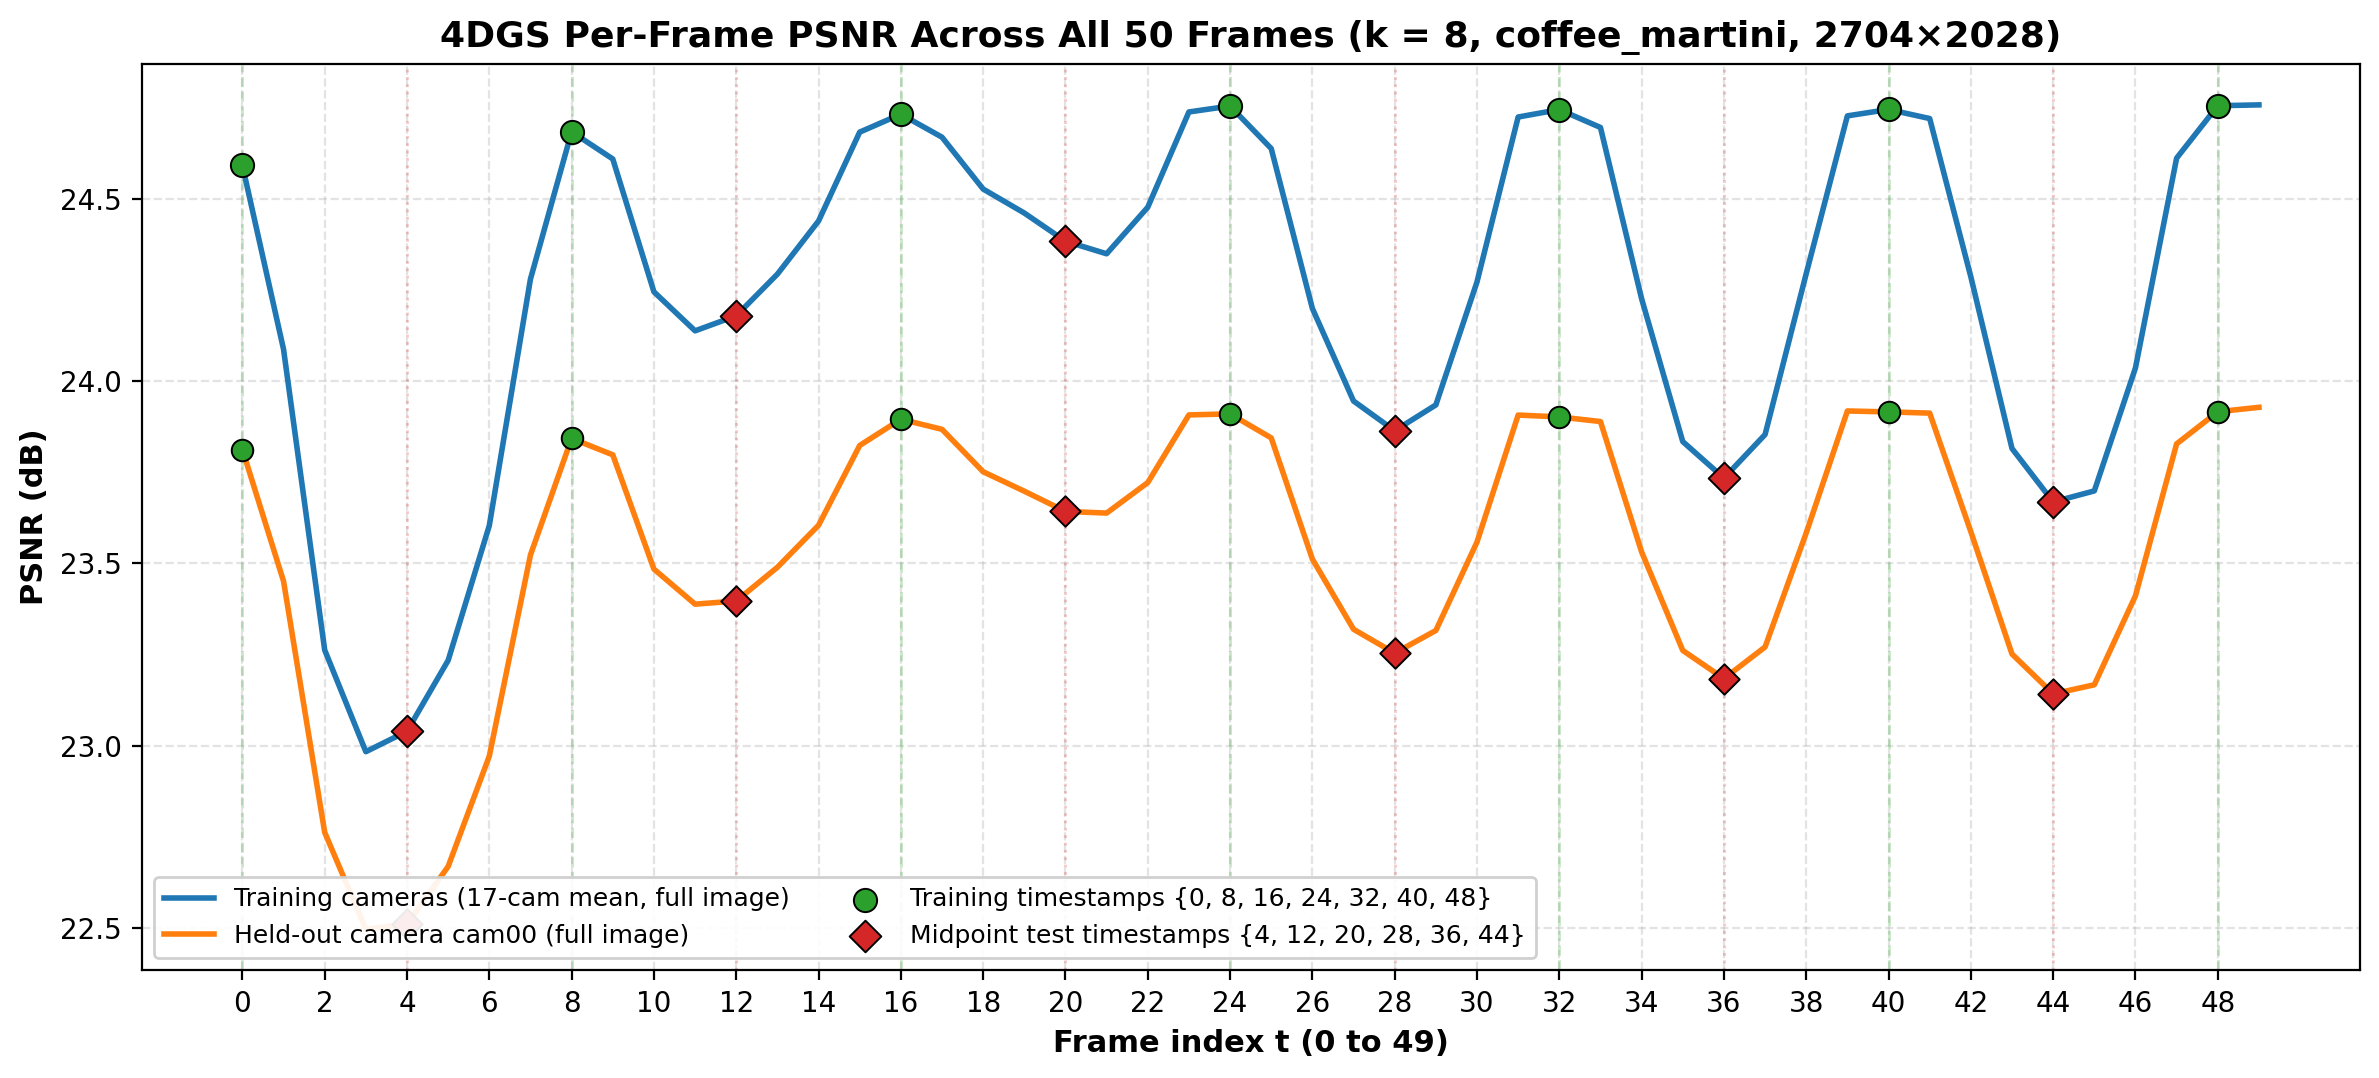 4DGS Per-Frame PSNR Across All 50 Frames (k = 8, coffee_martini, 2704×2028)
PSNR (dB)
24.5
24.0
23.5
23.0
22.5
Training cameras (17-cam mean, full image)
Held-out camera cam00 (full image)
Training timestamps {0, 8, 16, 24, 32, 40, 48}
Midpoint test timestamps {4, 12, 20, 28, 36, 44}
0 2 4 6 8 10 12 14 16 18 20 22 24 26 28 30 32 34 36 38 40 42 44 46 48
Frame index t (0 to 49)